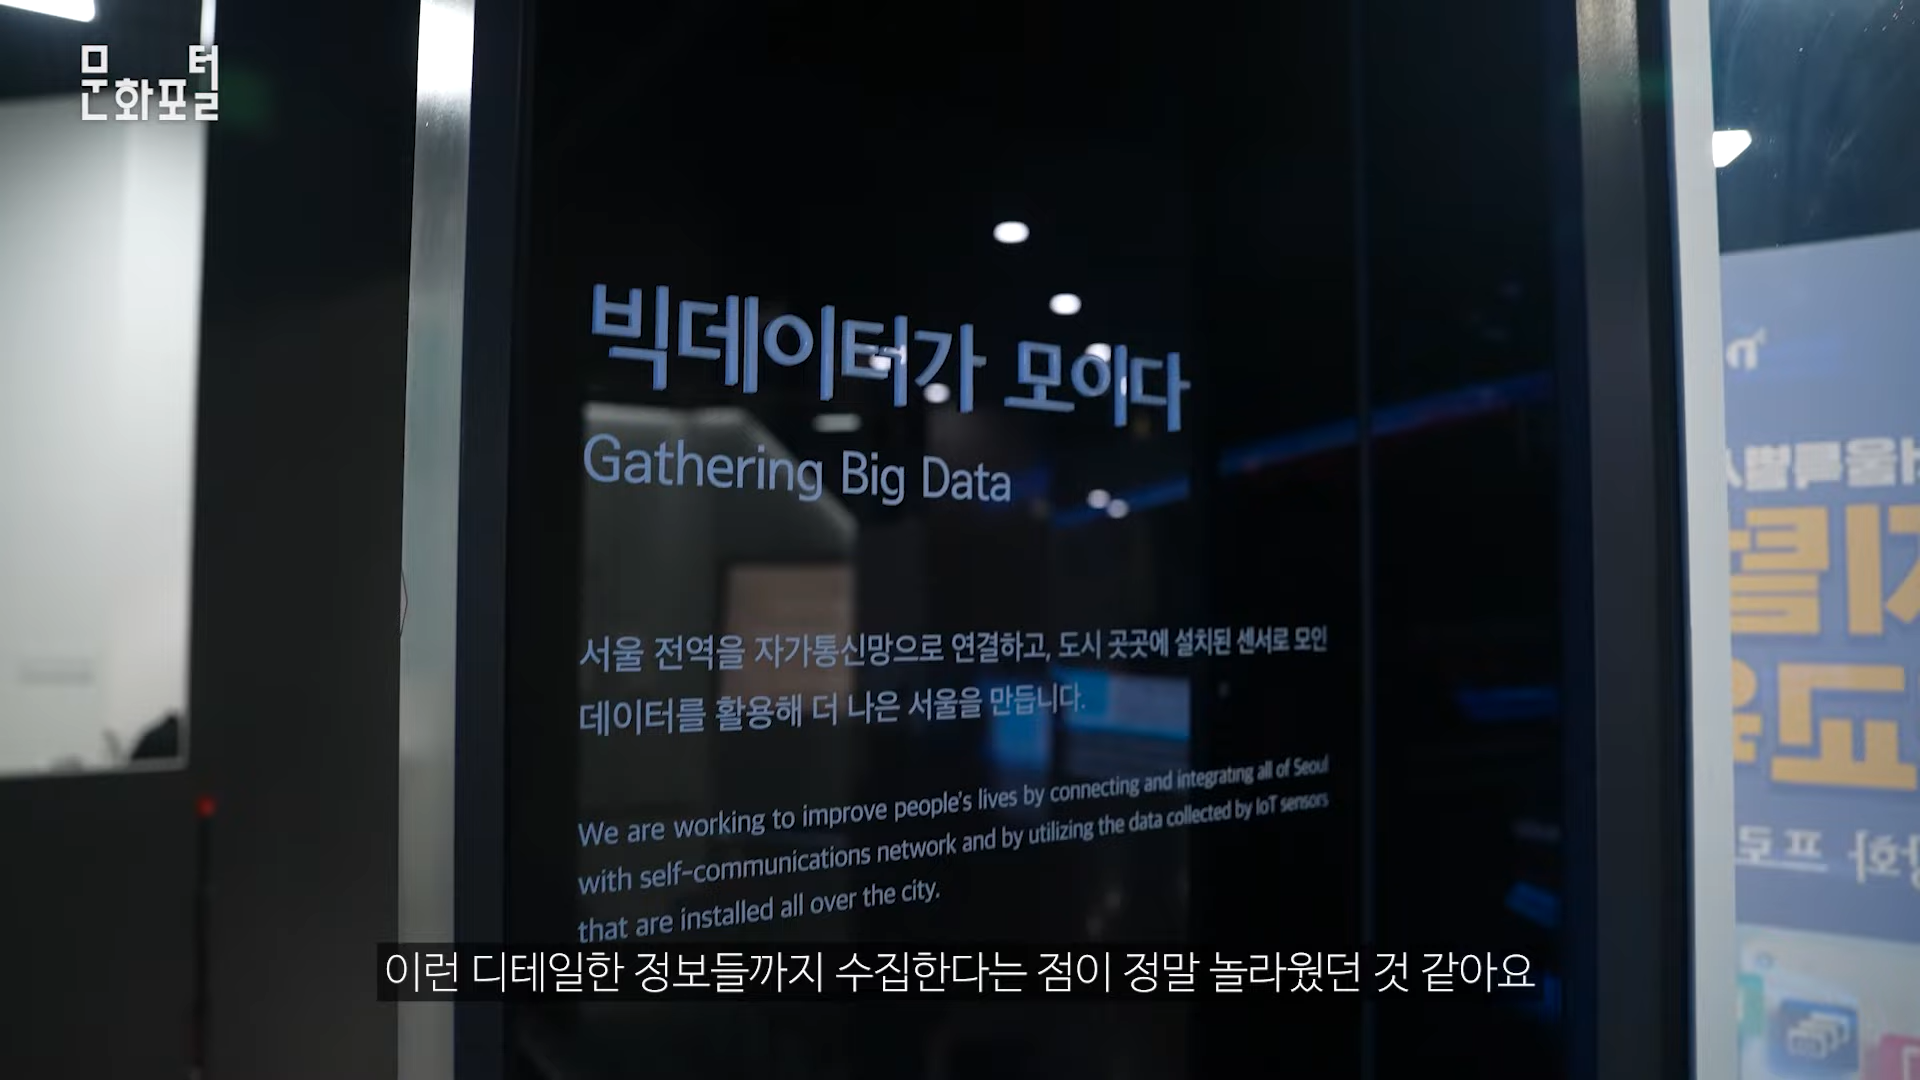 문화포털
빅데이터가 모이다
Gathering Big Data
서울 전역을 자가통신망으로 연결하고, 도시 곳곳에 설치된 센서로 모인
데이터를 활용해 더 나은 서울을 만듭니다.
We are working to improve people's lives by connecting and integrating all of Seoul
with self-communications network and by utilizing the data collected by IoT sensors
that are installed all over the city.
이런 디테일한 정보들까지 수집한다는 점이 정말 놀라웠던 것 같아요